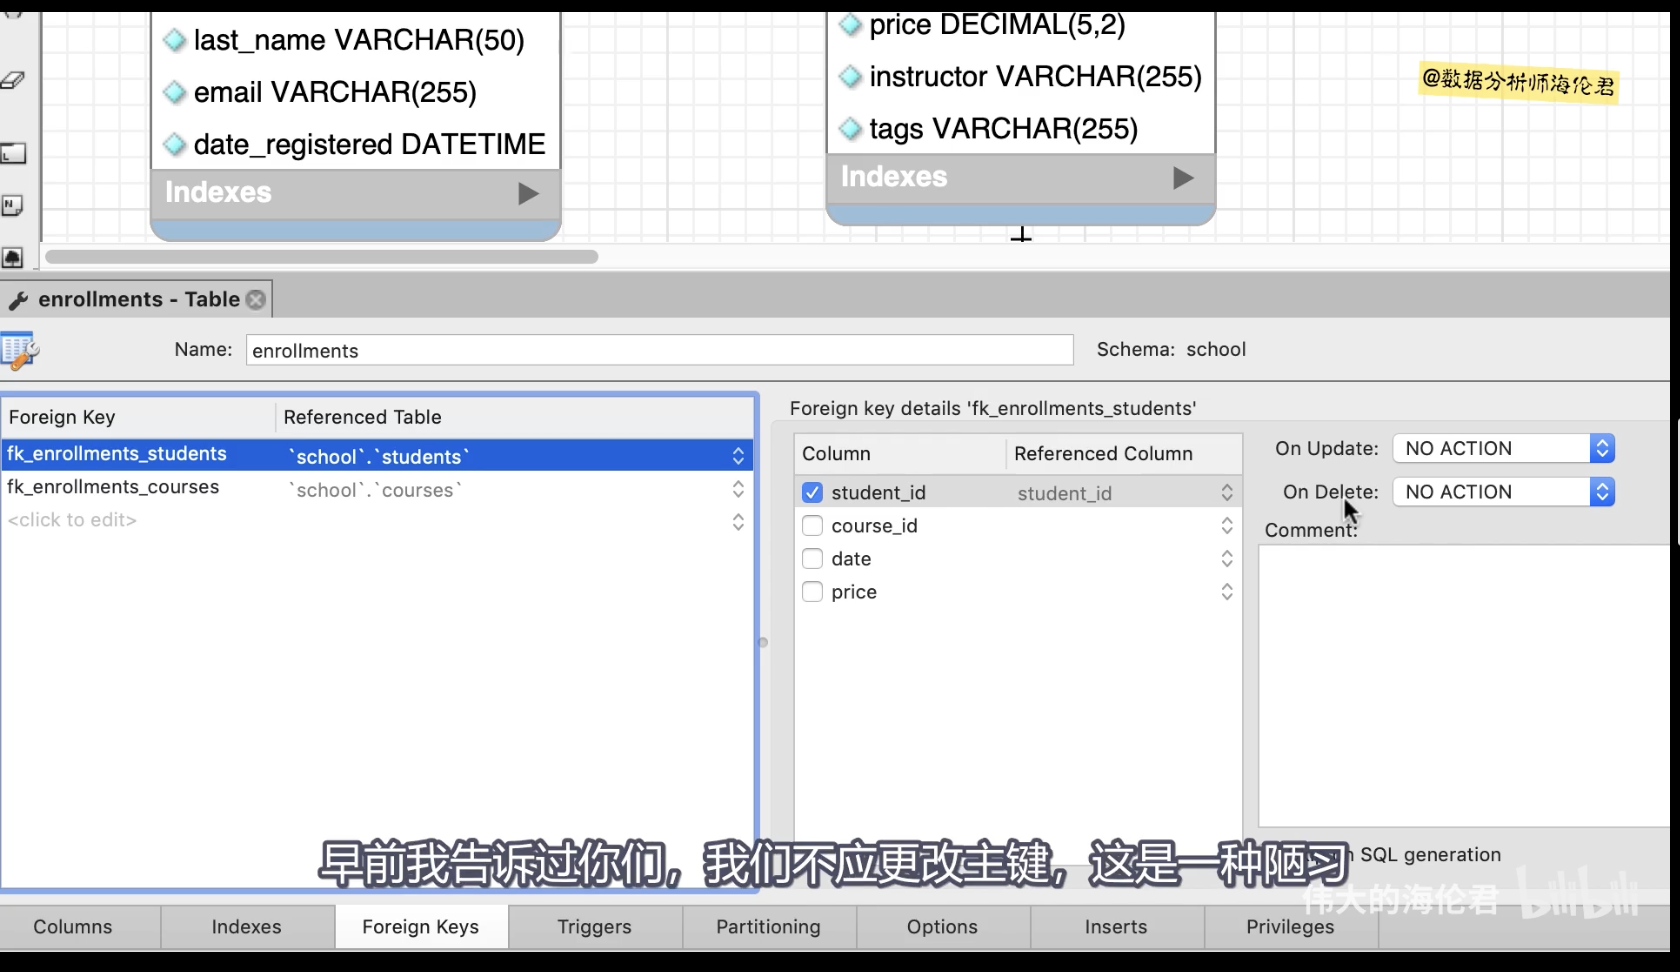 last_name VARCHAR(50)
email VARCHAR(255)
date_registered DATETIME
Indexes
price DECIMAL(5,2)
instructor VARCHAR(255)
tags VARCHAR(255)
Indexes
@数据分析师海伦君
enrollments - Table
Name: enrollments
Schema: school
Foreign Key Referenced Table
fk_enrollments_students `school`.`students`
fk_enrollments_courses `school`.`courses`
<click to edit>
Foreign key details 'fk_enrollments_students'
Column Referenced Column
student_id student_id
course_id
date
price
On Update: NO ACTION
On Delete: NO ACTION
Comment:
SQL generation
早前我告诉过你们，我们不应更改主键，这是一种陋习
伟大的海伦君 bilibili
Columns Indexes Foreign Keys Triggers Partitioning Options Inserts Privileges